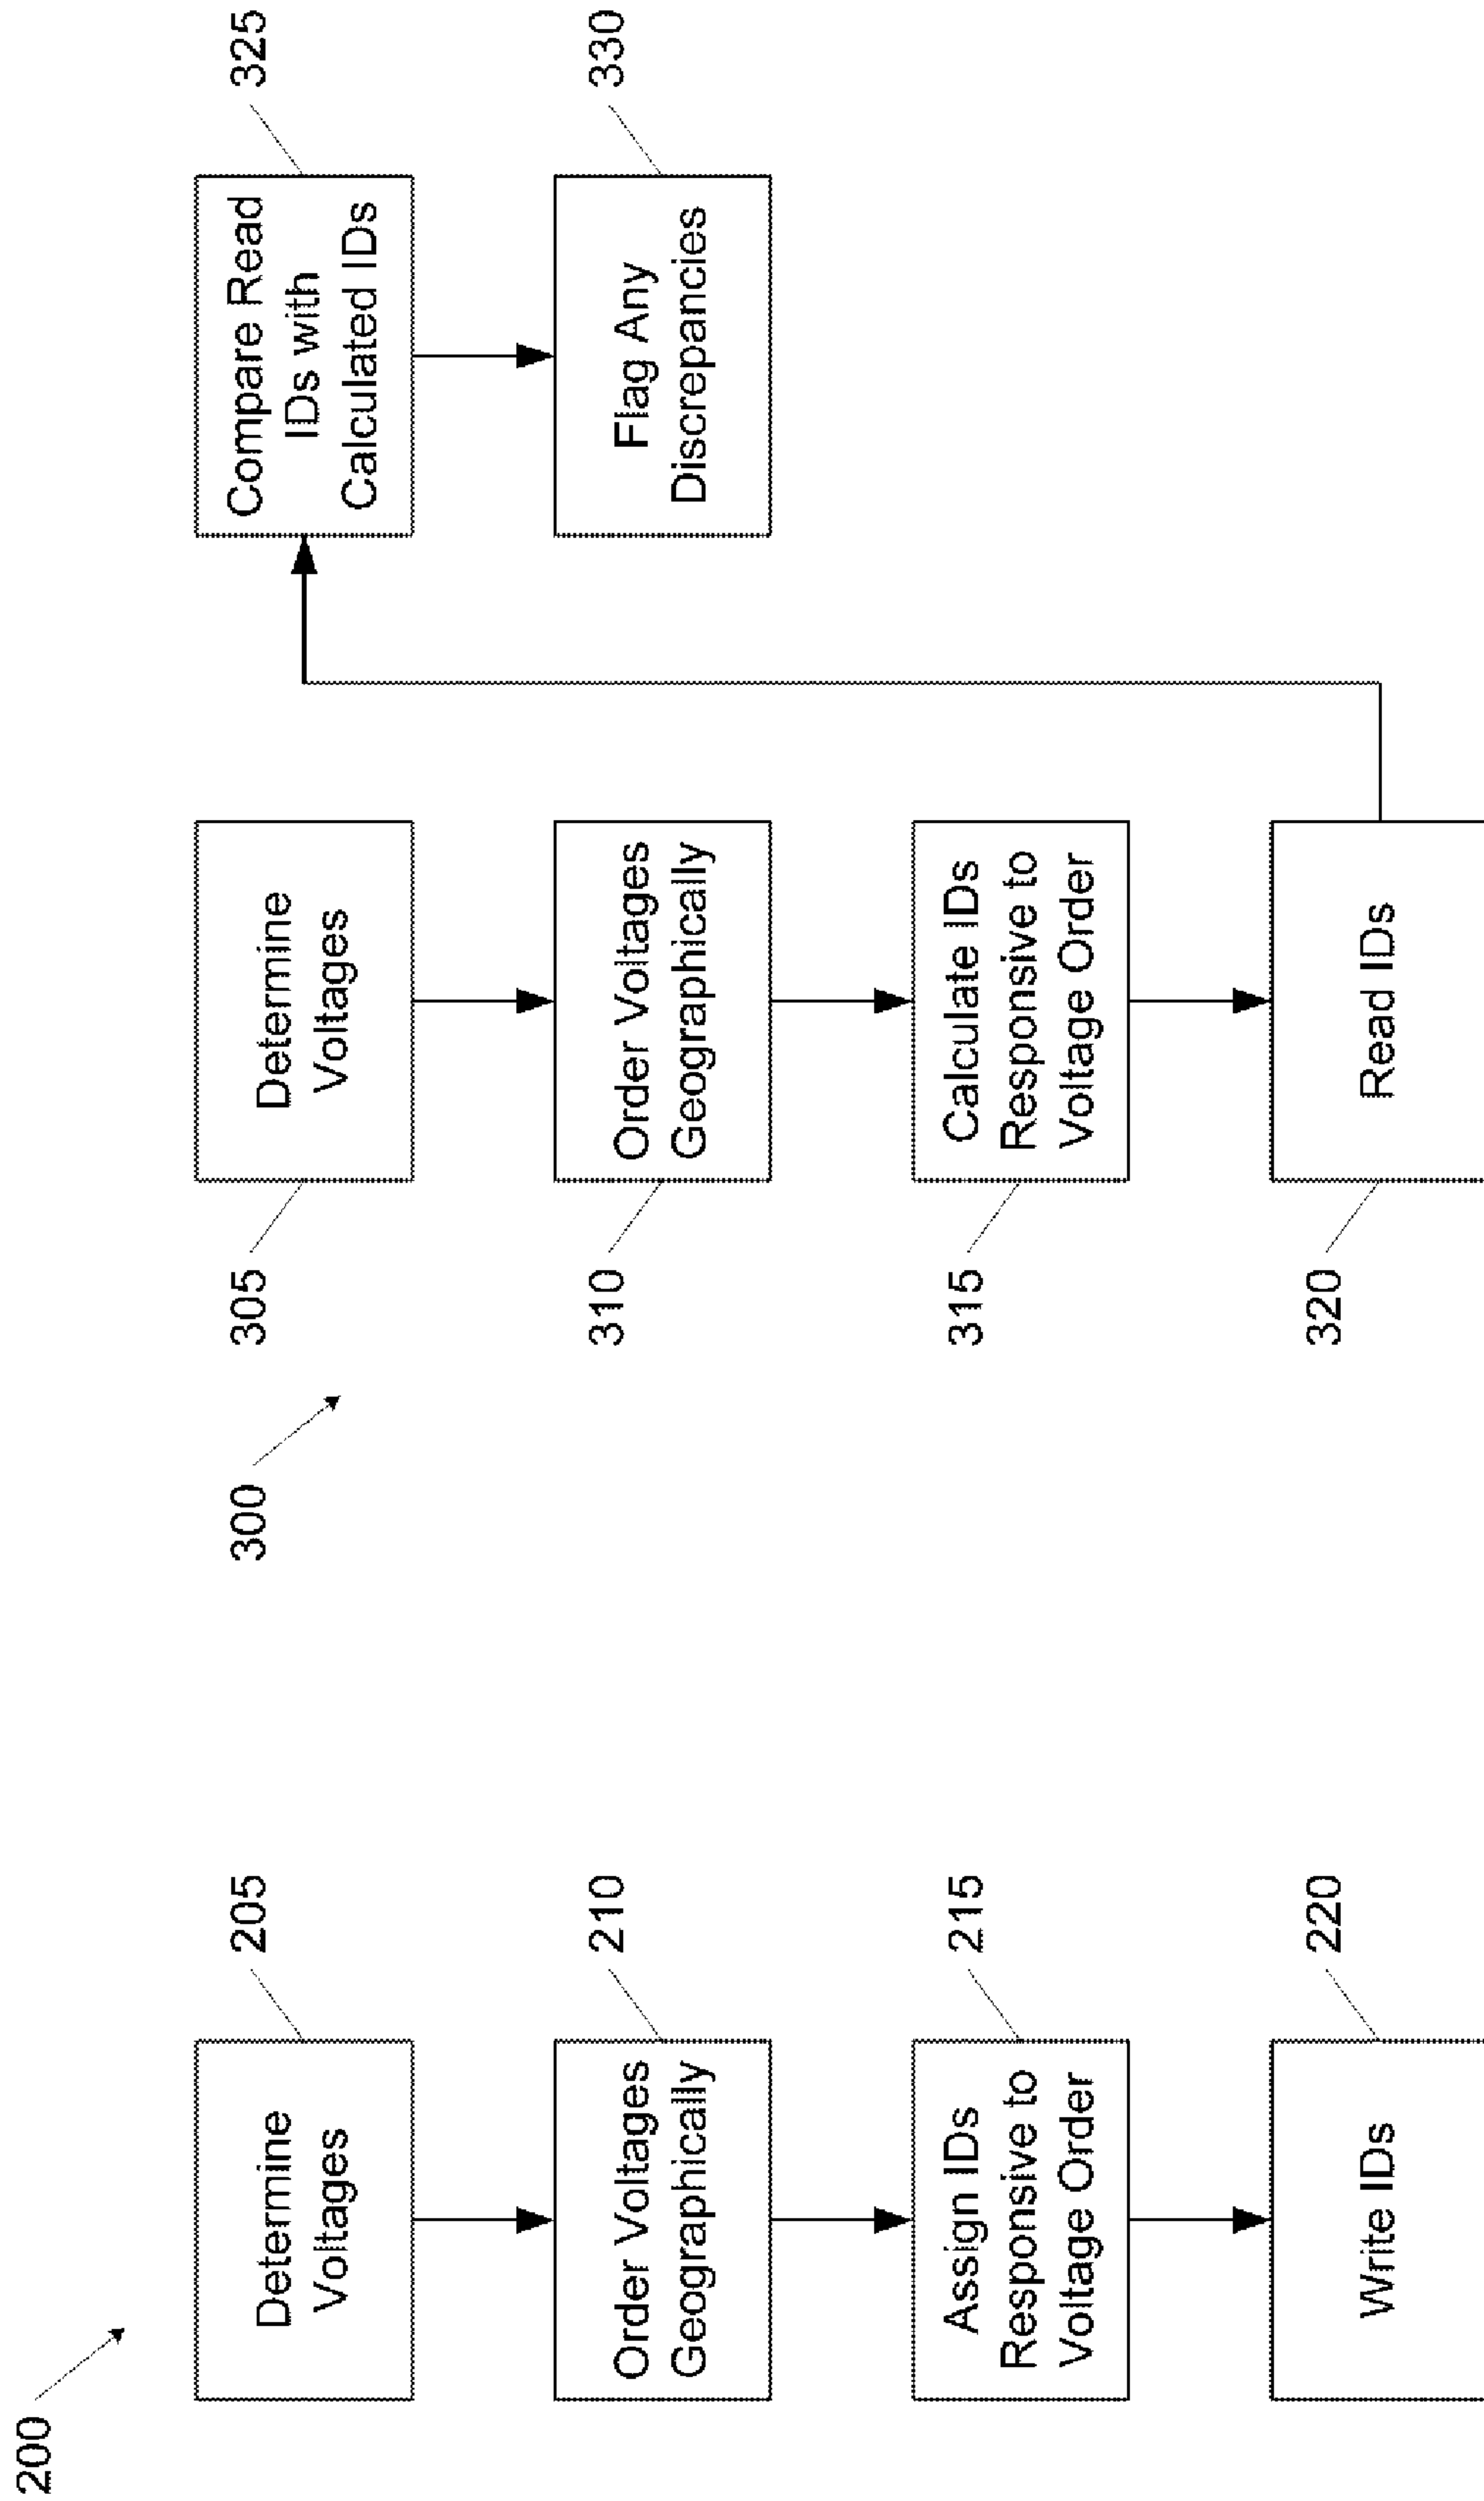 200
205
Determine
Voltages
210
Order Voltages
Geographically
215
Assign IDs
Responsive to
Voltage Order
220
Write IDs
300
305
Determine
Voltages
310
Order Voltages
Geographically
315
Calculate IDs
Responsive to
Voltage Order
320
Read IDs
325
Compare Read
IDs with
Calculated IDs
330
Flag Any
Discrepancies